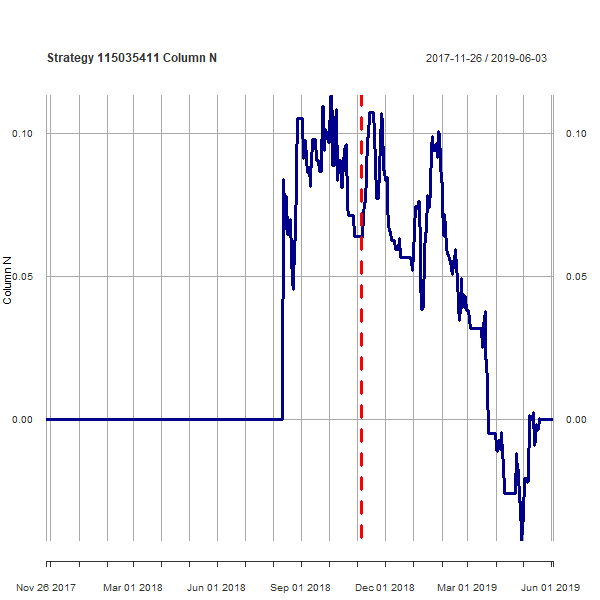 Strategy 115035411 Column N
2017-11-26 / 2019-06-03
0.10
0.10
0.05
0.05
0.00
0.00
Column N
Nov 26 2017
Mar 01 2018
Jun 01 2018
Sep 01 2018
Dec 01 2018
Mar 01 2019
Jun 01 2019